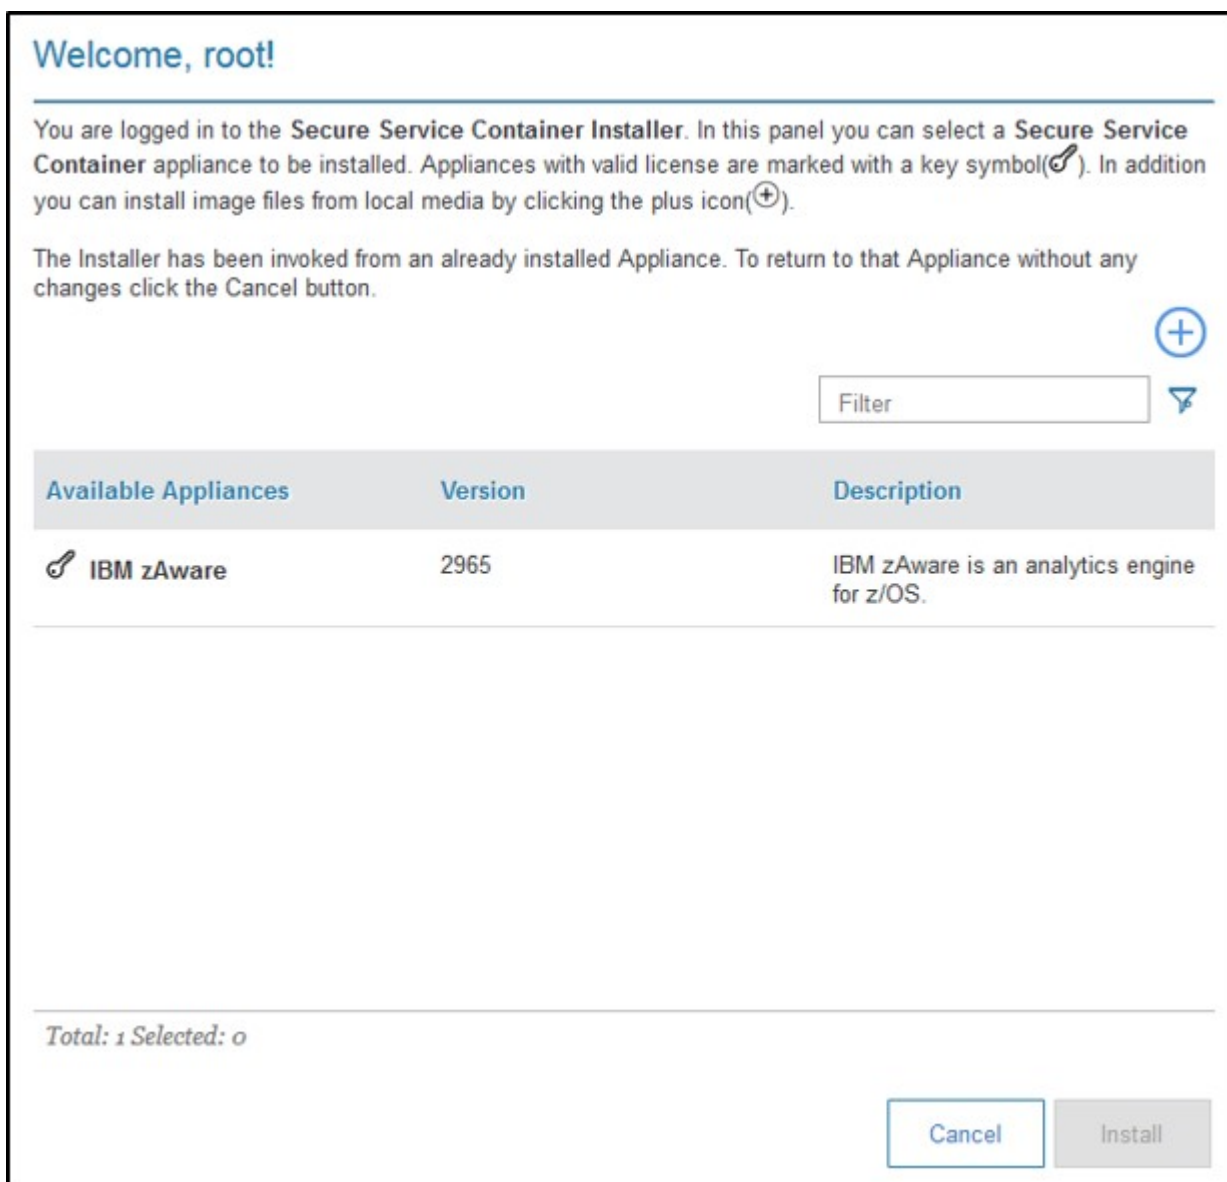 Welcome, root!
You are logged in to the Secure Service Container Installer. In this panel you can select a Secure Service
Container appliance to be installed. Appliances with valid license are marked with a key symbol( ). In addition
you can install image files from local media by clicking the plus icon( ).
The Installer has been invoked from an already installed Appliance. To return to that Appliance without any
changes click the Cancel button.
Filter
Available Appliances Version Description
IBM zAware 2965 IBM zAware is an analytics engine
for z/OS.
Total: 1 Selected: 0
Cancel Install